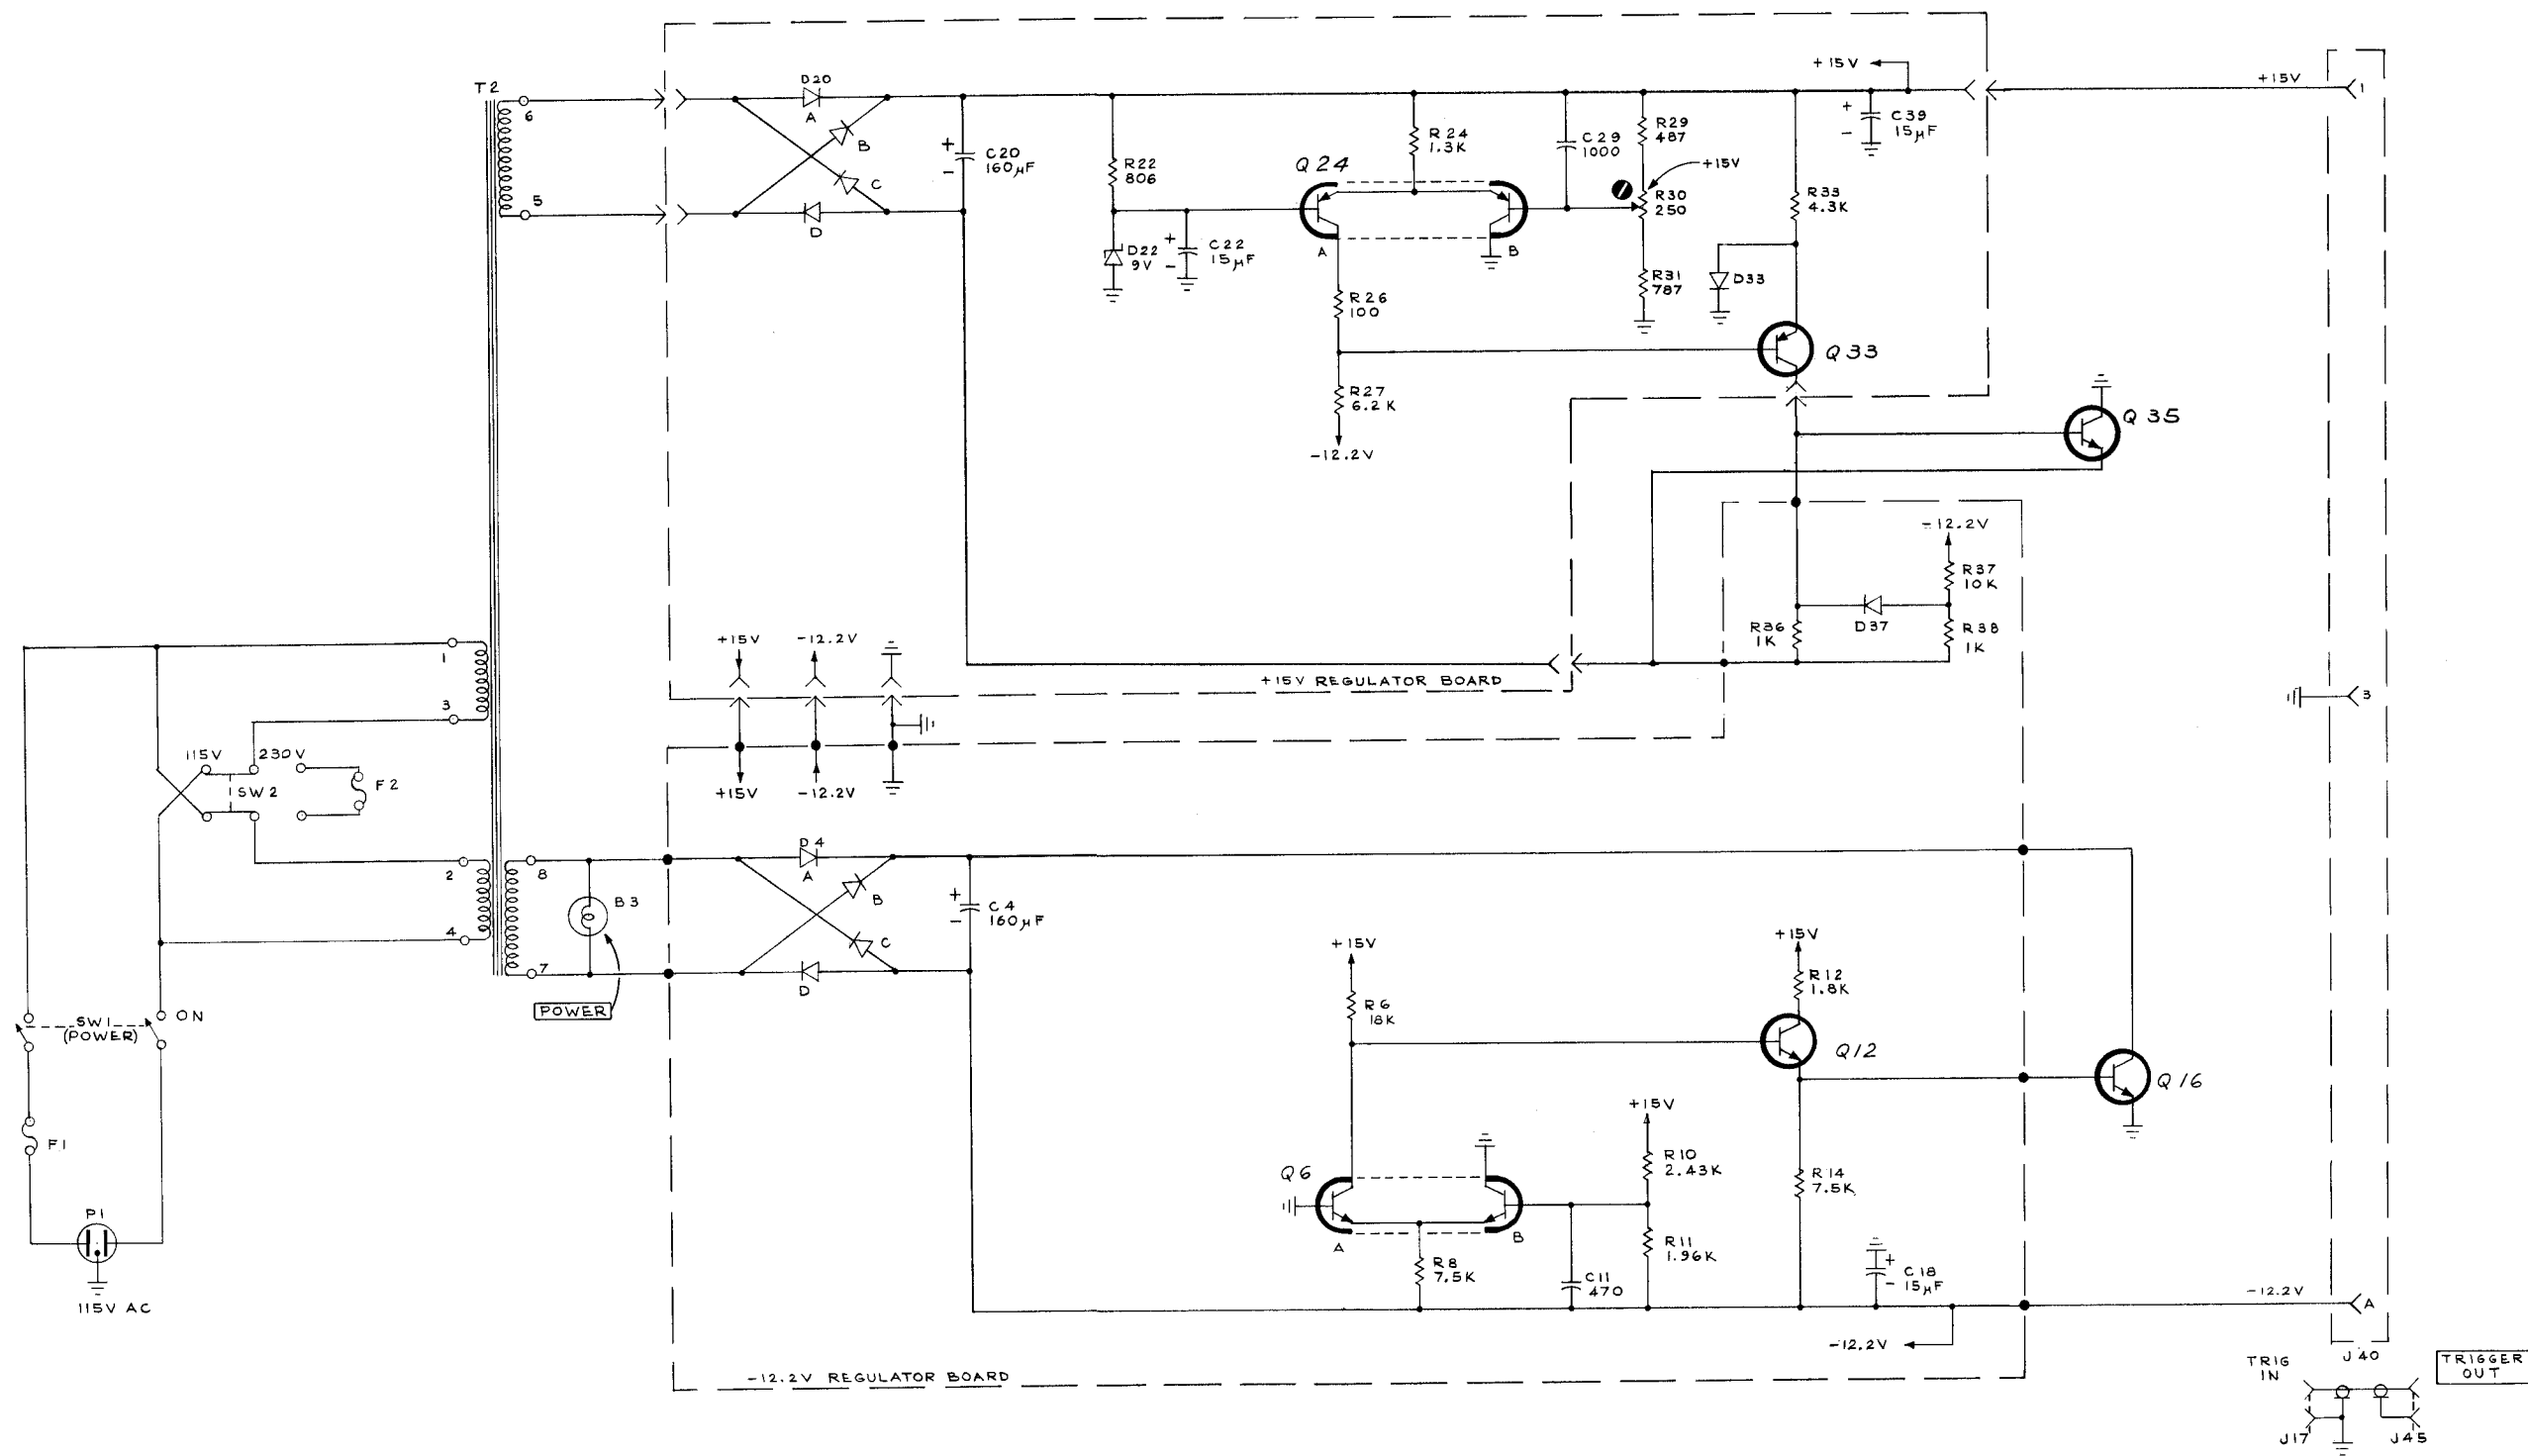 T2
6
5
D20
A
B
C
D
+
-
C20
160µF
R22
806
D22
9V
+
-
C22
15µF
Q24
A
B
R24
1.3K
R26
100
R27
6.2K
-12.2V
C29
1000
R29
487
+15V
R30
250
R31
787
D33
R33
4.3K
Q33
+15V
+
-
C39
15µF
+15V
1
Q35
-12.2V
R37
10K
D37
R36
1K
R38
1K
+15V REGULATOR BOARD
+15V
-12.2V
+15V
-12.2V
3
1
3
115V
230V
SW2
F2
2
4
8
7
B3
POWER
D4
A
B
C
D
+
-
C4
160µF
SW1
(POWER)
ON
F1
P1
115V AC
+15V
R6
18K
Q6
A
B
R8
7.5K
C11
470
+15V
R10
2.43K
R11
1.96K
+15V
R12
1.8K
Q12
R14
7.5K
Q16
+
-
C18
15µF
-12.2V
-12.2V
A
-12.2V REGULATOR BOARD
J40
TRIG
IN
TRIGGER
OUT
J17
J45